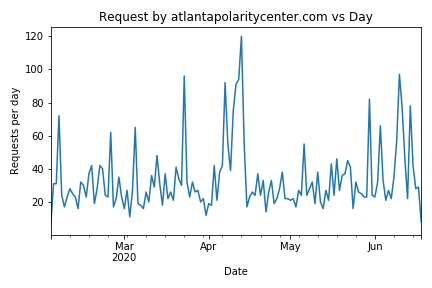 Request by atlantapolaritycenter.com vs Day
Requests per day
120
100
80
60
40
20
Mar
2020
Apr
May
Jun
Date